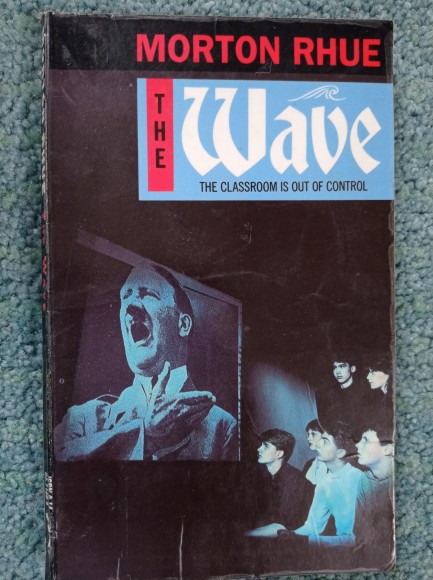 MORTON RHUE
THE
Wave
THE CLASSROOM IS OUT OF CONTROL